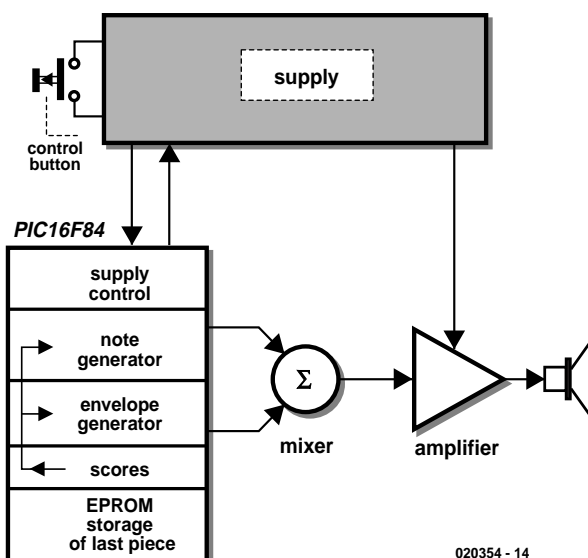 supply
control
button
PIC16F84
supply
control
note
generator
envelope
generator
scores
EPROM
storage
of last piece
Σ
mixer
amplifier
020354 - 14